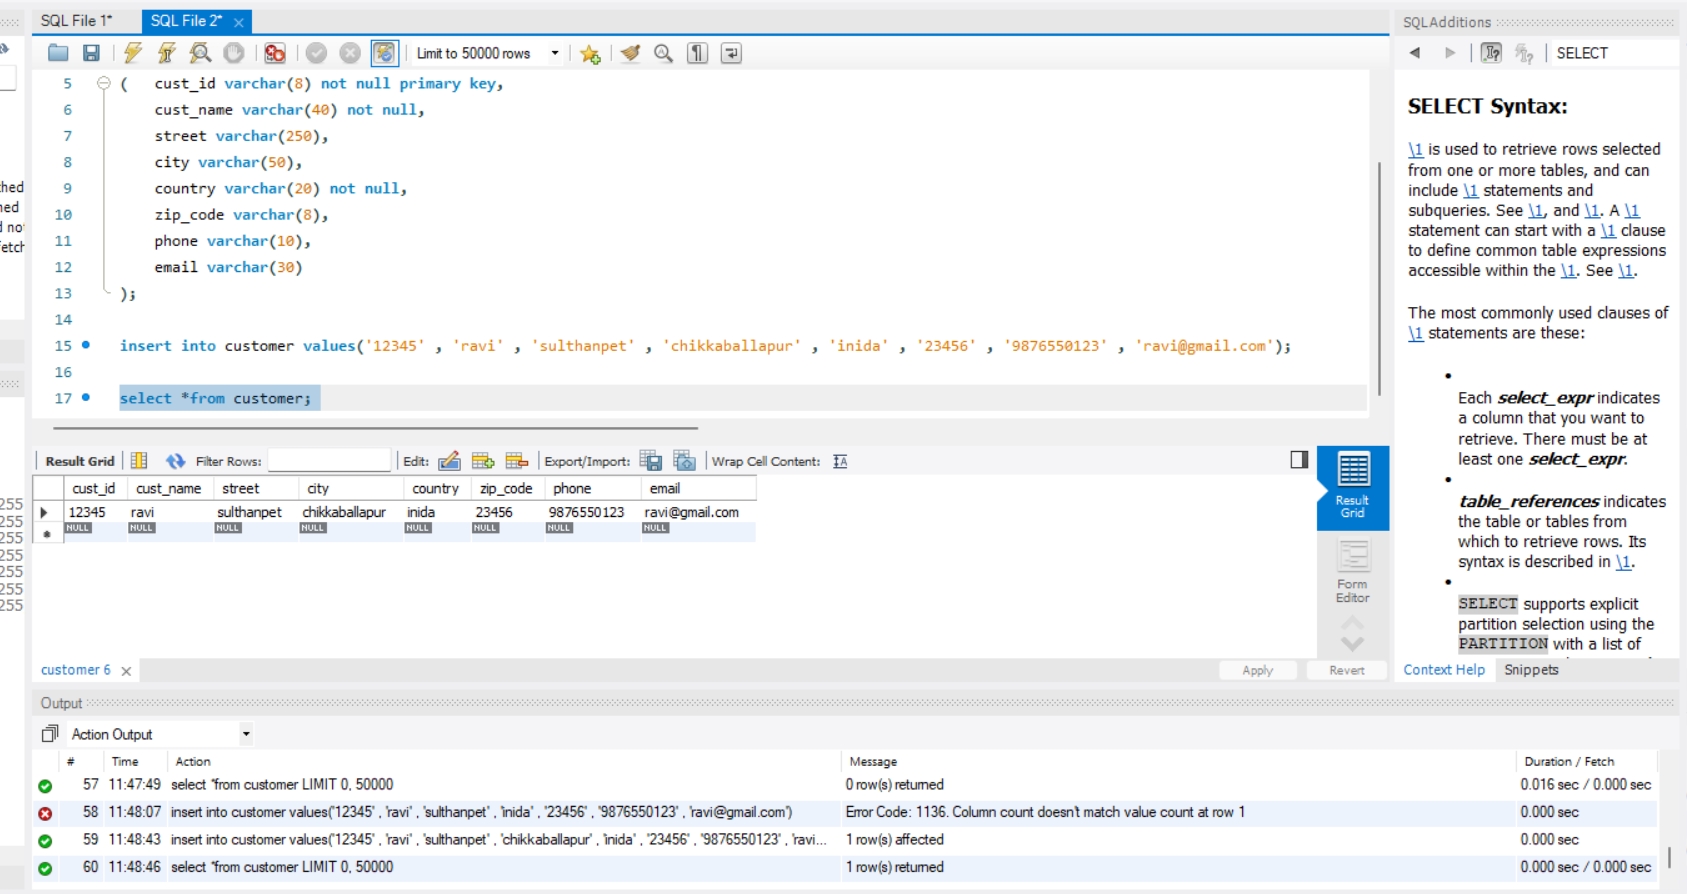 SQL File 1*
SQL File 2* ×
SQLAdditions
Limit to 50000 rows
SELECT
5 ( cust_id varchar(8) not null primary key,
6 cust_name varchar(40) not null,
7 street varchar(250),
8 city varchar(50),
9 country varchar(20) not null,
10 zip_code varchar(8),
11 phone varchar(10),
12 email varchar(30)
13 );
14
15 insert into customer values('12345' , 'ravi' , 'sulthanpet' , 'chikkaballapur' , 'inida' , '23456' , '9876550123' , 'ravi@gmail.com');
16
17 select *from customer;
Result Grid Filter Rows: Edit: Export/Import: Wrap Cell Content: IA
cust_id cust_name street city country zip_code phone email
12345 ravi sulthanpet chikkaballapur inida 23456 9876550123 ravi@gmail.com
NULL NULL NULL NULL NULL NULL NULL NULL
Result
Grid
Form
Editor
customer 6 ×
Apply Revert
SELECT Syntax:
\1 is used to retrieve rows selected
from one or more tables, and can
include \1 statements and
subqueries. See \1, and \1. A \1
statement can start with a \1 clause
to define common table expressions
accessible within the \1. See \1.
The most commonly used clauses of
\1 statements are these:
•
Each select_expr indicates
a column that you want to
retrieve. There must be at
least one select_expr.
•
table_references indicates
the table or tables from
which to retrieve rows. Its
syntax is described in \1.
•
SELECT supports explicit
partition selection using the
PARTITION with a list of
Context Help Snippets
255
255
255
255
255
255
255
Output
Action Output
# Time Action Message Duration / Fetch
57 11:47:49 select *from customer LIMIT 0, 50000 0 row(s) returned 0.016 sec / 0.000 sec
58 11:48:07 insert into customer values('12345' , 'ravi' , 'sulthanpet' , 'inida' , '23456' , '9876550123' , 'ravi@gmail.com') Error Code: 1136. Column count doesn't match value count at row 1 0.000 sec
59 11:48:43 insert into customer values('12345' , 'ravi' , 'sulthanpet' , 'chikkaballapur' , 'inida' , '23456' , '9876550123' , 'ravi... 1 row(s) affected 0.000 sec
60 11:48:46 select *from customer LIMIT 0, 50000 1 row(s) returned 0.000 sec / 0.000 sec